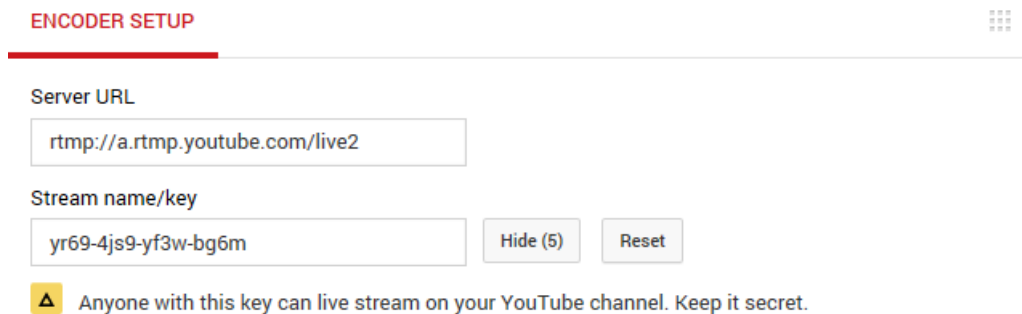 ENCODER SETUP
Server URL
rtmp://a.rtmp.youtube.com/live2
Stream name/key
yr69-4js9-yf3w-bg6m Hide (5) Reset
Anyone with this key can live stream on your YouTube channel. Keep it secret.